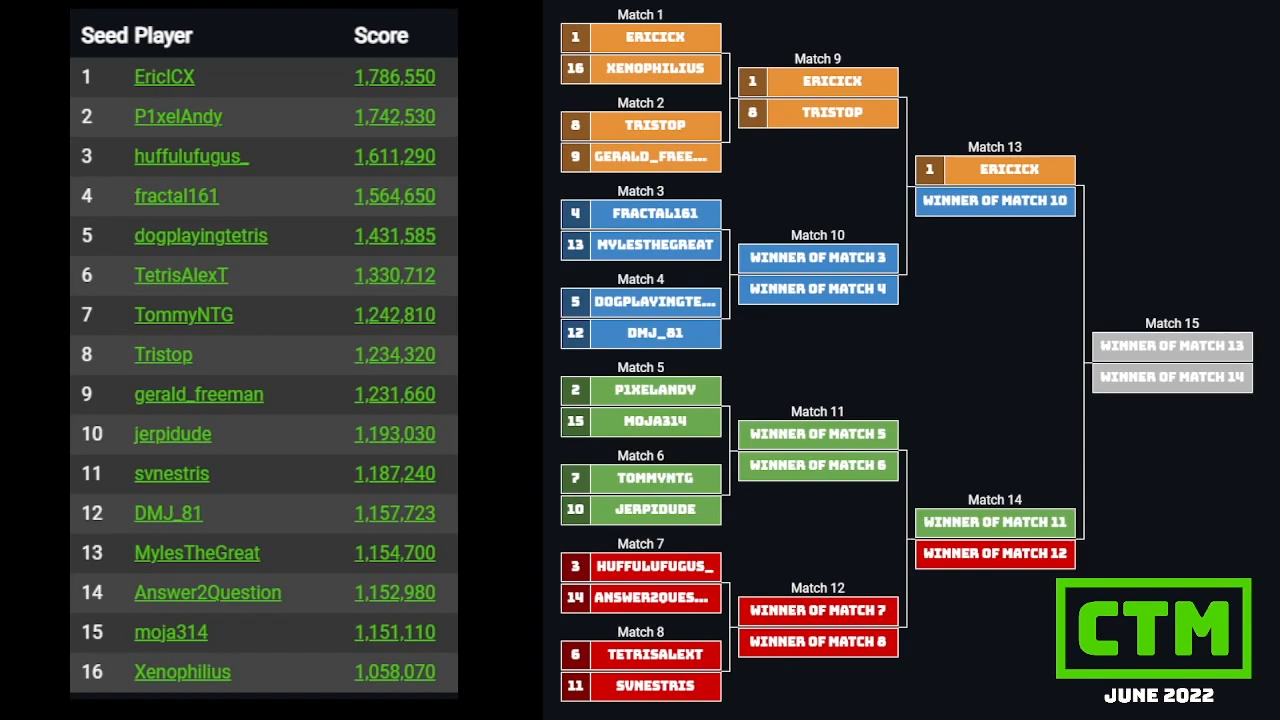 Seed Player Score
1 EricICX 1,786,550
2 P1xelAndy 1,742,530
3 huffulufugus_ 1,611,290
4 fractal161 1,564,650
5 dogplayingtetris 1,431,585
6 TetrisAlexT 1,330,712
7 TommyNTG 1,242,810
8 Tristop 1,234,320
9 gerald_freeman 1,231,660
10 jerpidude 1,193,030
11 svnestris 1,187,240
12 DMJ_81 1,157,723
13 MylesTheGreat 1,154,700
14 Answer2Question 1,152,980
15 moja314 1,151,110
16 Xenophilius 1,058,070
Match 1
1 ERICICX
16 XENOPHILIUS
Match 2
8 TRISTOP
9 GERALD_FREE...
Match 3
4 FRACTAL161
13 MYLESTHEGREAT
Match 4
5 DOGPLAYINGTE...
12 DMJ_81
Match 5
2 P1XELANDY
15 MOJA314
Match 6
7 TOMMYNTG
10 JERPIDUDE
Match 7
3 HUFFULUFUGUS_
14 ANSWER2QUES...
Match 8
6 TETRISALEXT
11 SVNESTRIS
Match 9
1 ERICICX
8 TRISTOP
Match 10
WINNER OF MATCH 3
WINNER OF MATCH 4
Match 11
WINNER OF MATCH 5
WINNER OF MATCH 6
Match 12
WINNER OF MATCH 7
WINNER OF MATCH 8
Match 13
1 ERICICX
WINNER OF MATCH 10
Match 14
WINNER OF MATCH 11
WINNER OF MATCH 12
Match 15
WINNER OF MATCH 13
WINNER OF MATCH 14
CTM
JUNE 2022